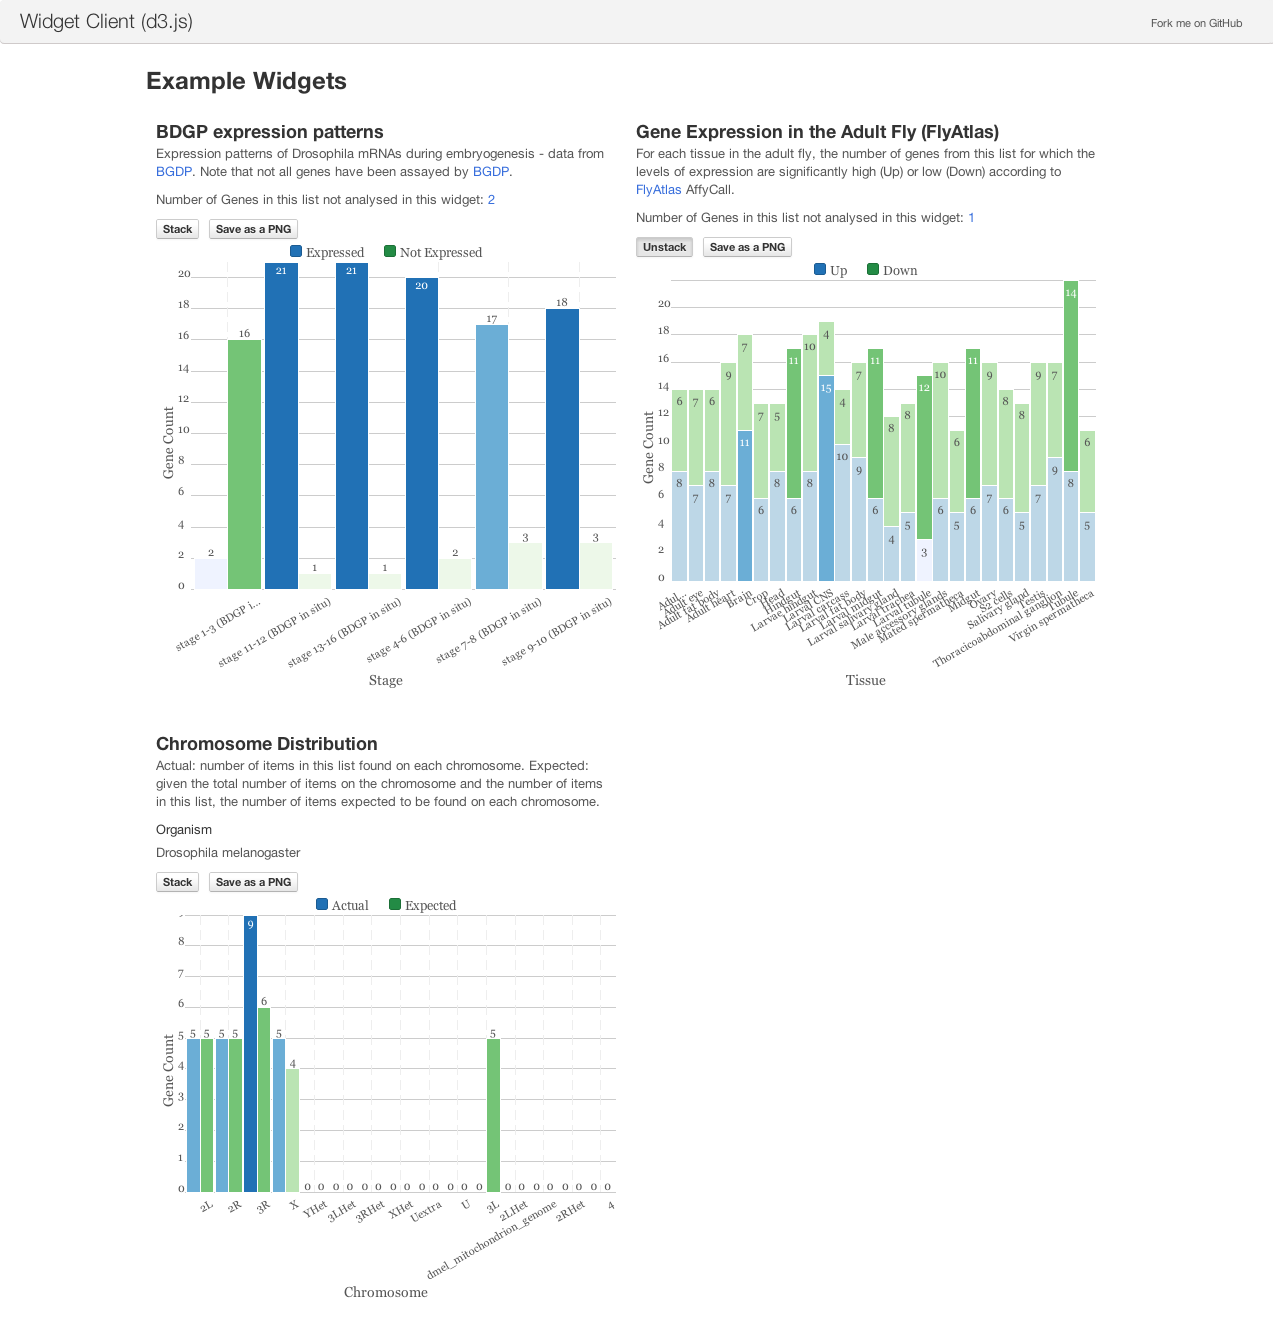 Widget Client (d3.js)
Fork me on GitHub
Example Widgets
BDGP expression patterns
Expression patterns of Drosophila mRNAs during embryogenesis - data from
BGDP. Note that not all genes have been assayed by BGDP.
Number of Genes in this list not analysed in this widget: 2
Stack
Save as a PNG
Expressed
Not Expressed
20
18
16
14
12
10
8
6
4
2
0
Gene Count
2
16
21
1
21
1
20
2
17
3
18
3
stage 1-3 (BDGP i...
stage 11-12 (BDGP in situ)
stage 13-16 (BDGP in situ)
stage 4-6 (BDGP in situ)
stage 7-8 (BDGP in situ)
stage 9-10 (BDGP in situ)
Stage
Gene Expression in the Adult Fly (FlyAtlas)
For each tissue in the adult fly, the number of genes from this list for which the
levels of expression are significantly high (Up) or low (Down) according to
FlyAtlas AffyCall.
Number of Genes in this list not analysed in this widget: 1
Unstack
Save as a PNG
Up
Down
20
18
16
14
12
10
8
6
4
2
0
Gene Count
6 7 6 9 7 7 5 11 10 4 4 7 11 8 8 12 10 6 11 9 8 8 9 7 14 6
8 7 8 7 11 6 8 6 8 15 10 9 6 4 5 3 6 5 6 7 6 5 7 9 8 5
Adul...
Adult eye
Adult fat body
Adult heart
Brain
Crop
Head
Hindgut
Larvae hindgut
Larval CNS
Larval carcass
Larval fat body
Larval midgut
Larval salivary gland
Larval trachea
Larval tubule
Male accessory glands
Mated spermatheca
Midgut
Ovary
S2 cells
Salivary gland
Testis
Thoracicoabdominal ganglion
Tubule
Virgin spermatheca
Tissue
Chromosome Distribution
Actual: number of items in this list found on each chromosome. Expected:
given the total number of items on the chromosome and the number of items
in this list, the number of items expected to be found on each chromosome.
Organism
Drosophila melanogaster
Stack
Save as a PNG
Actual
Expected
8
7
6
5
4
3
2
1
0
Gene Count
5 5 5 5 9 6 5 4 0 0 0 0 0 0 0 0 0 0 0 0 0 5 0 0 0 0 0 0 0 0
2L
2R
3R
X
YHet
3LHet
3RHet
XHet
Uextra
U
3L
2LHet
dmel_mitochondrion_genome
2RHet
4
Chromosome